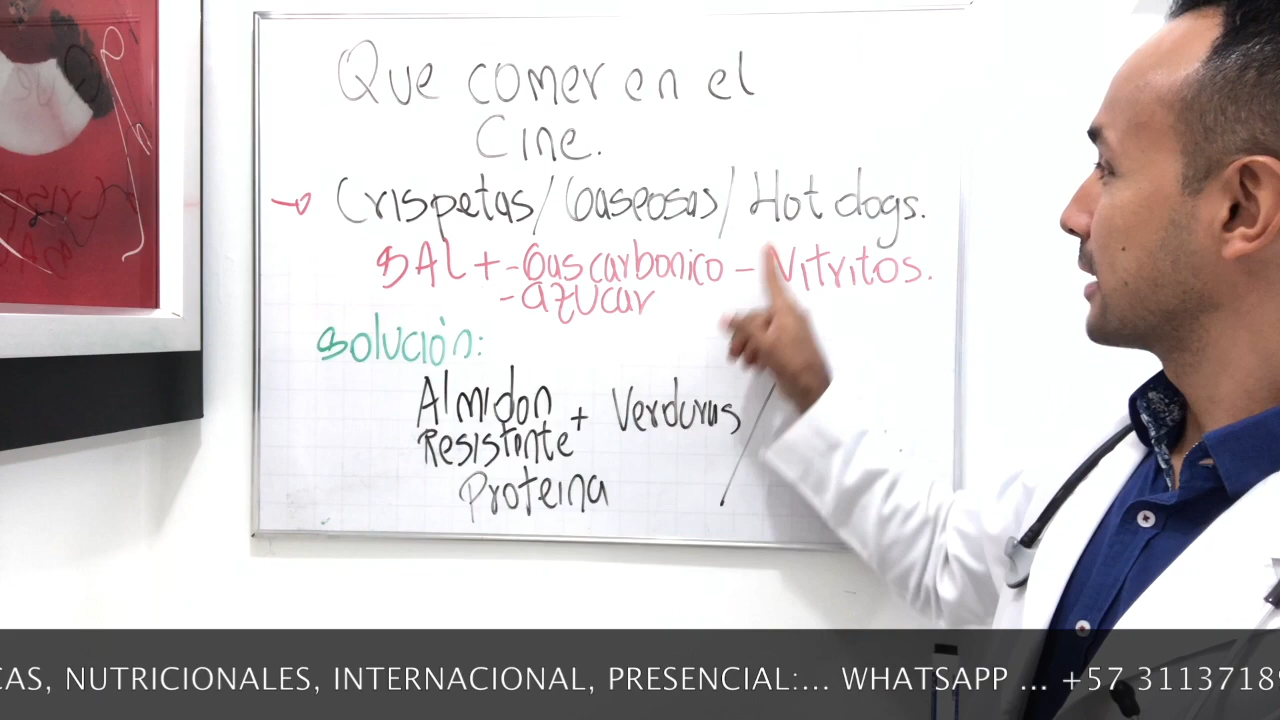 Que comer en el
Cine.
Crispetas/Gaseosas/Hot dogs.
SAL + - Gas carbonico - Nitritos.
- azucar
Solución:
Almidon + Verduras /
Resistente
Proteina
CAS, NUTRICIONALES, INTERNACIONAL, PRESENCIAL:... WHATSAPP ... +57 31137189